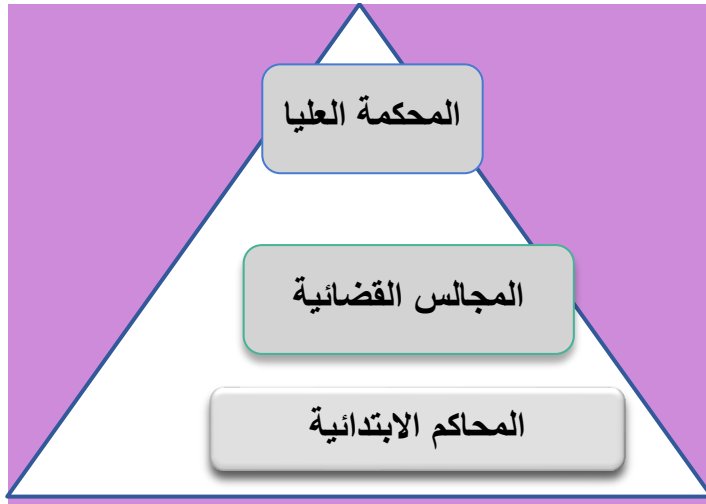 المحكمة العليا
المجالس القضائية
المحاكم الابتدائية